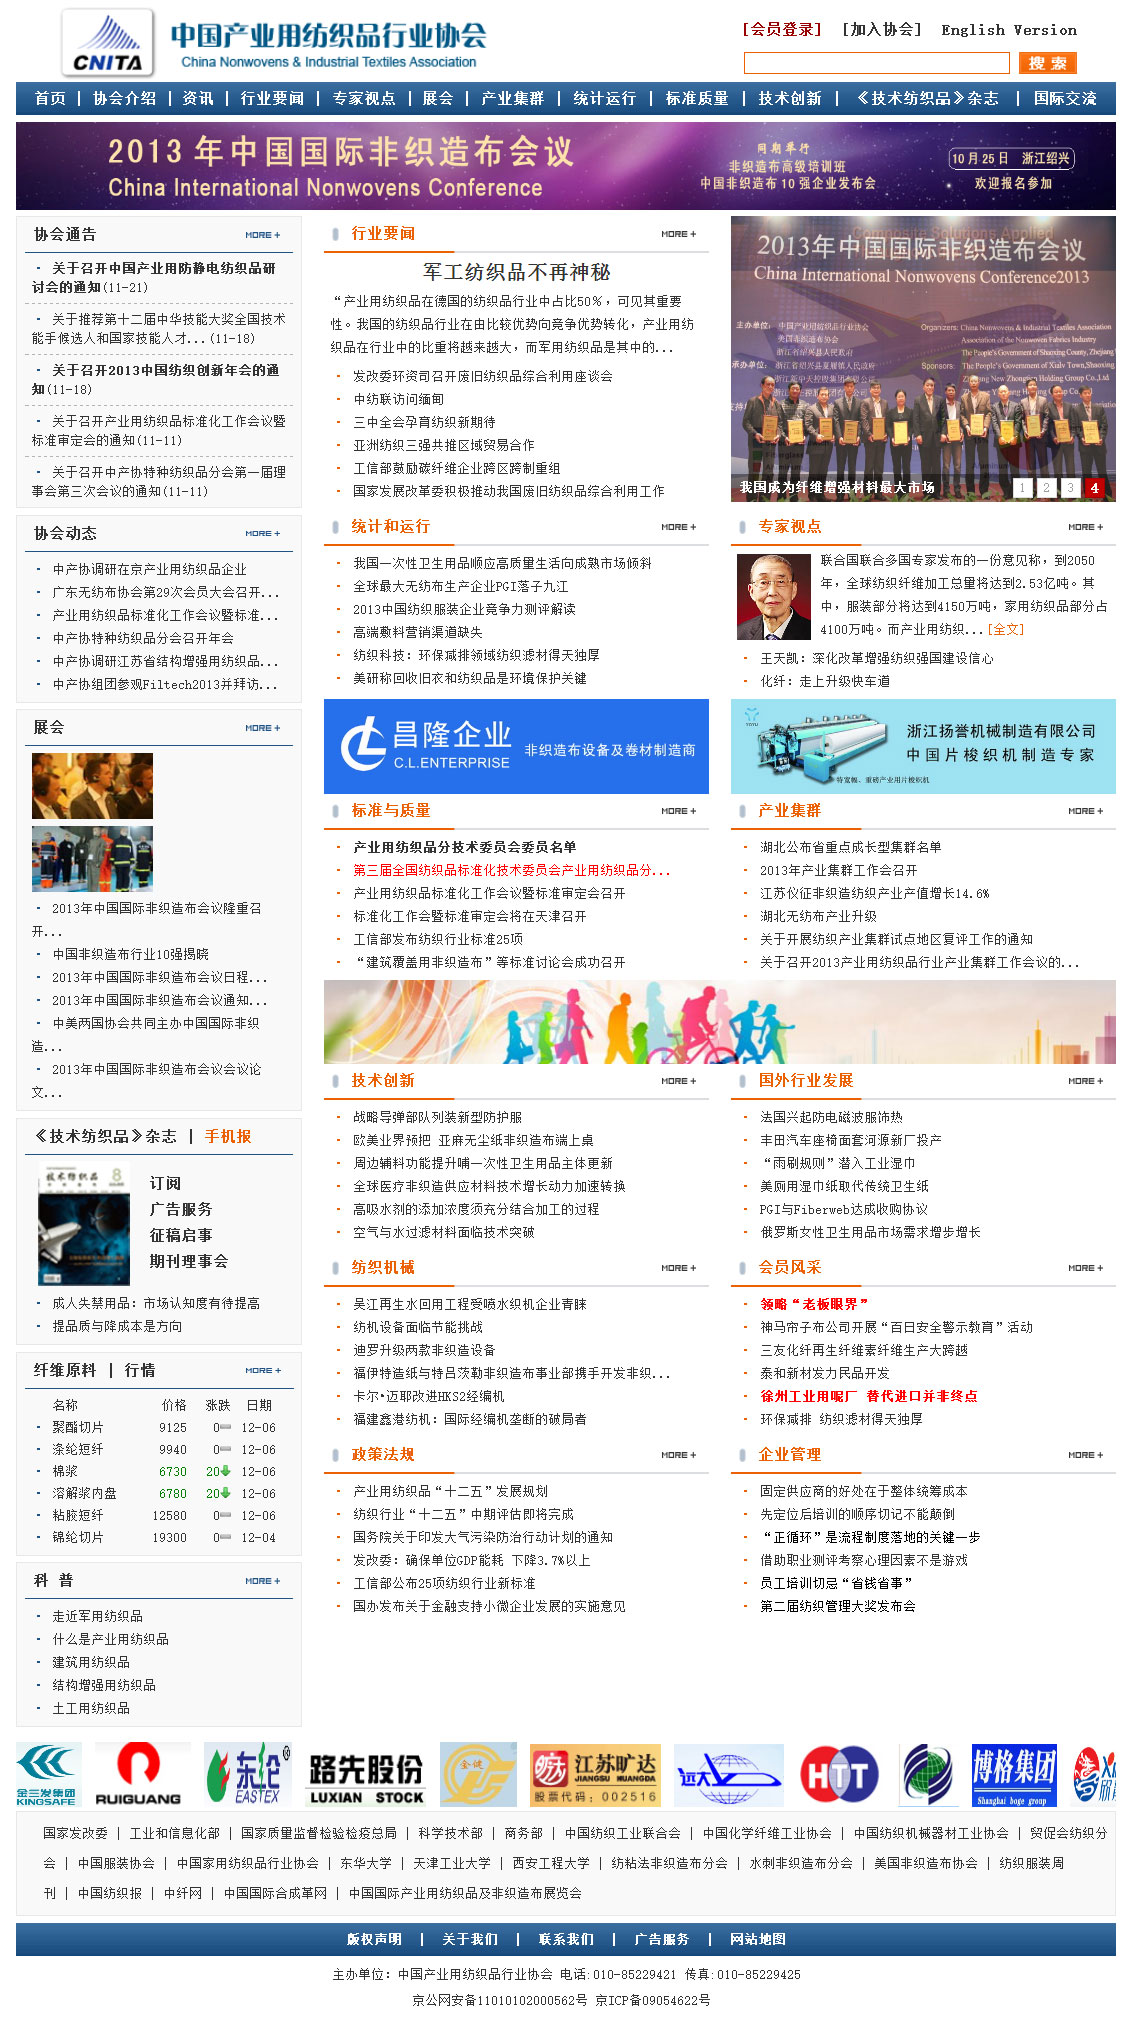 CNITA
中国产业用纺织品行业协会
China Nonwovens & Industrial Textiles Association
[会员登录] [加入协会] English Version
搜 索
首页 | 协会介绍 | 资讯 | 行业要闻 | 专家视点 | 展会 | 产业集群 | 统计运行 | 标准质量 | 技术创新 | 《技术纺织品》杂志 | 国际交流
2013 年中国国际非织造布会议
China International Nonwovens Conference
同期举行
非织造布高级培训班
中国非织造布 10 强企业发布会
10 月 25 日 浙江绍兴
欢迎报名参加
协会通告 MORE +
· 关于召开中国产业用防静电纺织品研
讨会的通知(11-21)
· 关于推荐第十二届中华技能大奖全国技术
能手候选人和国家技能人才...(11-18)
· 关于召开2013中国纺织创新年会的通
知(11-18)
· 关于召开产业用纺织品标准化工作会议暨
标准审定会的通知(11-11)
· 关于召开中产协特种纺织品分会第一届理
事会第三次会议的通知(11-11)
协会动态 MORE +
· 中产协调研在京产业用纺织品企业
· 广东无纺布协会第29次会员大会召开...
· 产业用纺织品标准化工作会议暨标准...
· 中产协特种纺织品分会召开年会
· 中产协调研江苏省结构增强用纺织品...
· 中产协组团参观Filtech2013并拜访...
展会 MORE +
· 2013年中国国际非织造布会议隆重召
开...
· 中国非织造布行业10强揭晓
· 2013年中国国际非织造布会议日程...
· 2013年中国国际非织造布会议通知...
· 中美两国协会共同主办中国国际非织
造...
· 2013年中国国际非织造布会议会议论
文...
《技术纺织品》杂志 | 手机报
技术纺织品 8
订阅
广告服务
征稿启事
期刊理事会
· 成人失禁用品：市场认知度有待提高
· 提品质与降成本是方向
纤维原料 | 行情 MORE +
名称 价格 涨跌 日期
· 聚酯切片 9125 0 12-06
· 涤纶短纤 9940 0 12-06
· 棉浆 6730 20 12-06
· 溶解浆内盘 6780 20 12-06
· 粘胶短纤 12580 0 12-06
· 锦纶切片 19300 0 12-04
科 普 MORE +
· 走近军用纺织品
· 什么是产业用纺织品
· 建筑用纺织品
· 结构增强用纺织品
· 土工用纺织品
行业要闻 MORE +
军工纺织品不再神秘
“产业用纺织品在德国的纺织品行业中占比50％，可见其重要
性。我国的纺织品行业在由比较优势向竞争优势转化，产业用纺
织品在行业中的比重将越来越大，而军用纺织品是其中的...
· 发改委环资司召开废旧纺织品综合利用座谈会
· 中纺联访问缅甸
· 三中全会孕育纺织新期待
· 亚洲纺织三强共推区域贸易合作
· 工信部鼓励碳纤维企业跨区跨制重组
· 国家发展改革委积极推动我国废旧纺织品综合利用工作
Composite Solutions Applied
2013年中国国际非织造布会议
China International Nonwovens Conference2013
主办单位：中国产业用纺织品行业协会
美国非织造布协会
浙江省绍兴县人民政府
Organizers: China Nonwovens & Industrial Textiles Association
Association of the Nonwoven Fabrics Industry
The People's Government of Shaoxing County, Zhejiang
我国成为纤维增强材料最大市场
1 2 3 4
统计和运行 MORE +
· 我国一次性卫生用品顺应高质量生活向成熟市场倾斜
· 全球最大无纺布生产企业PGI落子九江
· 2013中国纺织服装企业竞争力测评解读
· 高端敷料营销渠道缺失
· 纺织科技：环保减排领域纺织滤材得天独厚
· 美研称回收旧衣和纺织品是环境保护关键
专家视点 MORE +
联合国联合多国专家发布的一份意见称，到2050
年，全球纺织纤维加工总量将达到2.53亿吨。其
中，服装部分将达到4150万吨，家用纺织品部分占
4100万吨。而产业用纺织...[全文]
· 王天凯：深化改革增强纺织强国建设信心
· 化纤：走上升级快车道
昌隆企业
C.L.ENTERPRISE
非织造布设备及卷材制造商
浙江扬誉机械制造有限公司
中国片梭织机制造专家
特宽幅、重磅产业用片梭织机
标准与质量 MORE +
· 产业用纺织品分技术委员会委员名单
· 第三届全国纺织品标准化技术委员会产业用纺织品分...
· 产业用纺织品标准化工作会议暨标准审定会召开
· 标准化工作会暨标准审定会将在天津召开
· 工信部发布纺织行业标准25项
· “建筑覆盖用非织造布”等标准讨论会成功召开
产业集群 MORE +
· 湖北公布省重点成长型集群名单
· 2013年产业集群工作会召开
· 江苏仪征非织造纺织产业产值增长14.6%
· 湖北无纺布产业升级
· 关于开展纺织产业集群试点地区复评工作的通知
· 关于召开2013产业用纺织品行业产业集群工作会议的...
技术创新 MORE +
· 战略导弹部队列装新型防护服
· 欧美业界预把 亚麻无尘纸非织造布端上桌
· 周边辅料功能提升哺一次性卫生用品主体更新
· 全球医疗非织造供应材料技术增长动力加速转换
· 高吸水剂的添加浓度须充分结合加工的过程
· 空气与水过滤材料面临技术突破
国外行业发展 MORE +
· 法国兴起防电磁波服饰热
· 丰田汽车座椅面套河源新厂投产
· “雨刷规则”潜入工业湿巾
· 美厕用湿巾纸取代传统卫生纸
· PGI与Fiberweb达成收购协议
· 俄罗斯女性卫生用品市场需求增步增长
纺织机械 MORE +
· 吴江再生水回用工程受喷水织机企业青睐
· 纺机设备面临节能挑战
· 迪罗升级两款非织造设备
· 福伊特造纸与特吕茨勒非织造布事业部携手开发非织...
· 卡尔•迈耶改进HKS2经编机
· 福建鑫港纺机：国际经编机垄断的破局者
会员风采 MORE +
· 领略“老板眼界”
· 神马帘子布公司开展“百日安全警示教育”活动
· 三友化纤再生纤维素纤维生产大跨越
· 泰和新材发力民品开发
· 徐州工业用呢厂 替代进口并非终点
· 环保减排 纺织滤材得天独厚
政策法规 MORE +
· 产业用纺织品“十二五”发展规划
· 纺织行业“十二五”中期评估即将完成
· 国务院关于印发大气污染防治行动计划的通知
· 发改委：确保单位GDP能耗 下降3.7%以上
· 工信部公布25项纺织行业新标准
· 国办发布关于金融支持小微企业发展的实施意见
企业管理 MORE +
· 固定供应商的好处在于整体统筹成本
· 先定位后培训的顺序切记不能颠倒
· “正循环”是流程制度落地的关键一步
· 借助职业测评考察心理因素不是游戏
· 员工培训切忌“省钱省事”
· 第二届纺织管理大奖发布会
金三发集团 KINGSAFE
RUIGUANG
东纶 EASTEX
路先股份 LUXIAN STOCK
江苏旷达 JIANGSU KUANGDA 股票代码：002516
远大
HTT
博格集团 Shanghai boge group
国家发改委 | 工业和信息化部 | 国家质量监督检验检疫总局 | 科学技术部 | 商务部 | 中国纺织工业联合会 | 中国化学纤维工业协会 | 中国纺织机械器材工业协会 | 贸促会纺织分
会 | 中国服装协会 | 中国家用纺织品行业协会 | 东华大学 | 天津工业大学 | 西安工程大学 | 纺粘法非织造布分会 | 水刺非织造布分会 | 美国非织造布协会 | 纺织服装周
刊 | 中国纺织报 | 中纤网 | 中国国际合成革网 | 中国国际产业用纺织品及非织造布展览会
版权声明 | 关于我们 | 联系我们 | 广告服务 | 网站地图
主办单位：中国产业用纺织品行业协会 电话:010-85229421 传真:010-85229425
京公网安备11010102000562号 京ICP备09054622号